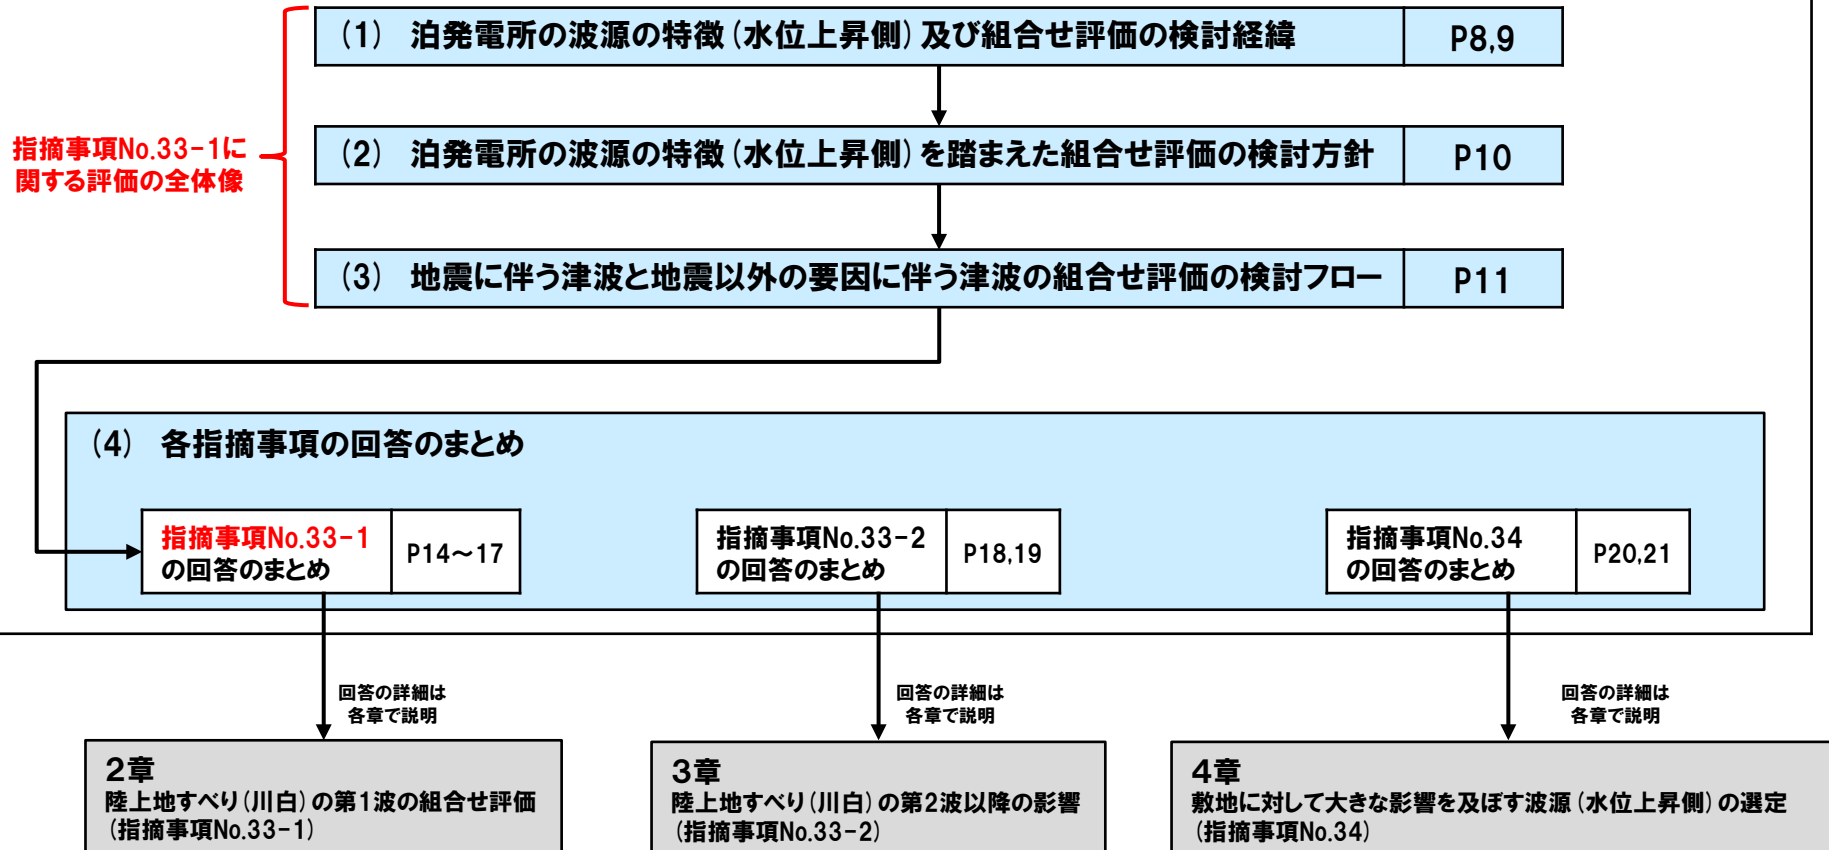 (1) 泊発電所の波源の特徴(水位上昇側)及び組合せ評価の検討経緯 P8,9
指摘事項No.33-1に
関する評価の全体像
(2) 泊発電所の波源の特徴(水位上昇側)を踏まえた組合せ評価の検討方針 P10
(3) 地震に伴う津波と地震以外の要因に伴う津波の組合せ評価の検討フロー P11
(4) 各指摘事項の回答のまとめ
指摘事項No.33-1
の回答のまとめ
P14～17
指摘事項No.33-2
の回答のまとめ
P18,19
指摘事項No.34
の回答のまとめ
P20,21
回答の詳細は
各章で説明
回答の詳細は
各章で説明
回答の詳細は
各章で説明
2章
陸上地すべり(川白)の第1波の組合せ評価
(指摘事項No.33-1)
3章
陸上地すべり(川白)の第2波以降の影響
(指摘事項No.33-2)
4章
敷地に対して大きな影響を及ぼす波源(水位上昇側)の選定
(指摘事項No.34)